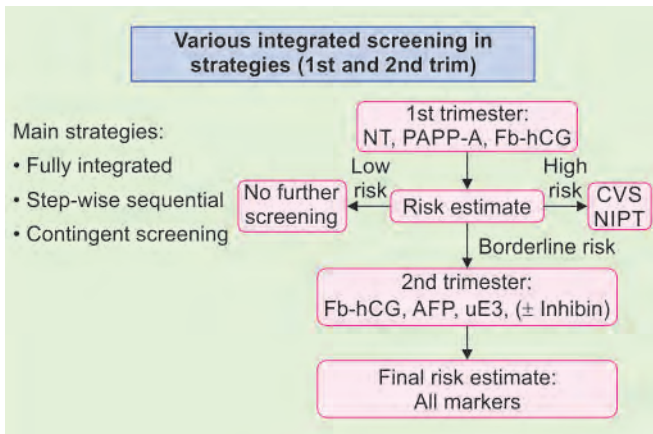 Various integrated screening in
strategies (1st and 2nd trim)
Main strategies:
• Fully integrated
• Step-wise sequential
• Contingent screening
1st trimester:
NT, PAPP-A, Fb-hCG
Low
risk
High
risk
No further
screening
Risk estimate
CVS
NIPT
Borderline risk
2nd trimester:
Fb-hCG, AFP, uE3, (± Inhibin)
Final risk estimate:
All markers